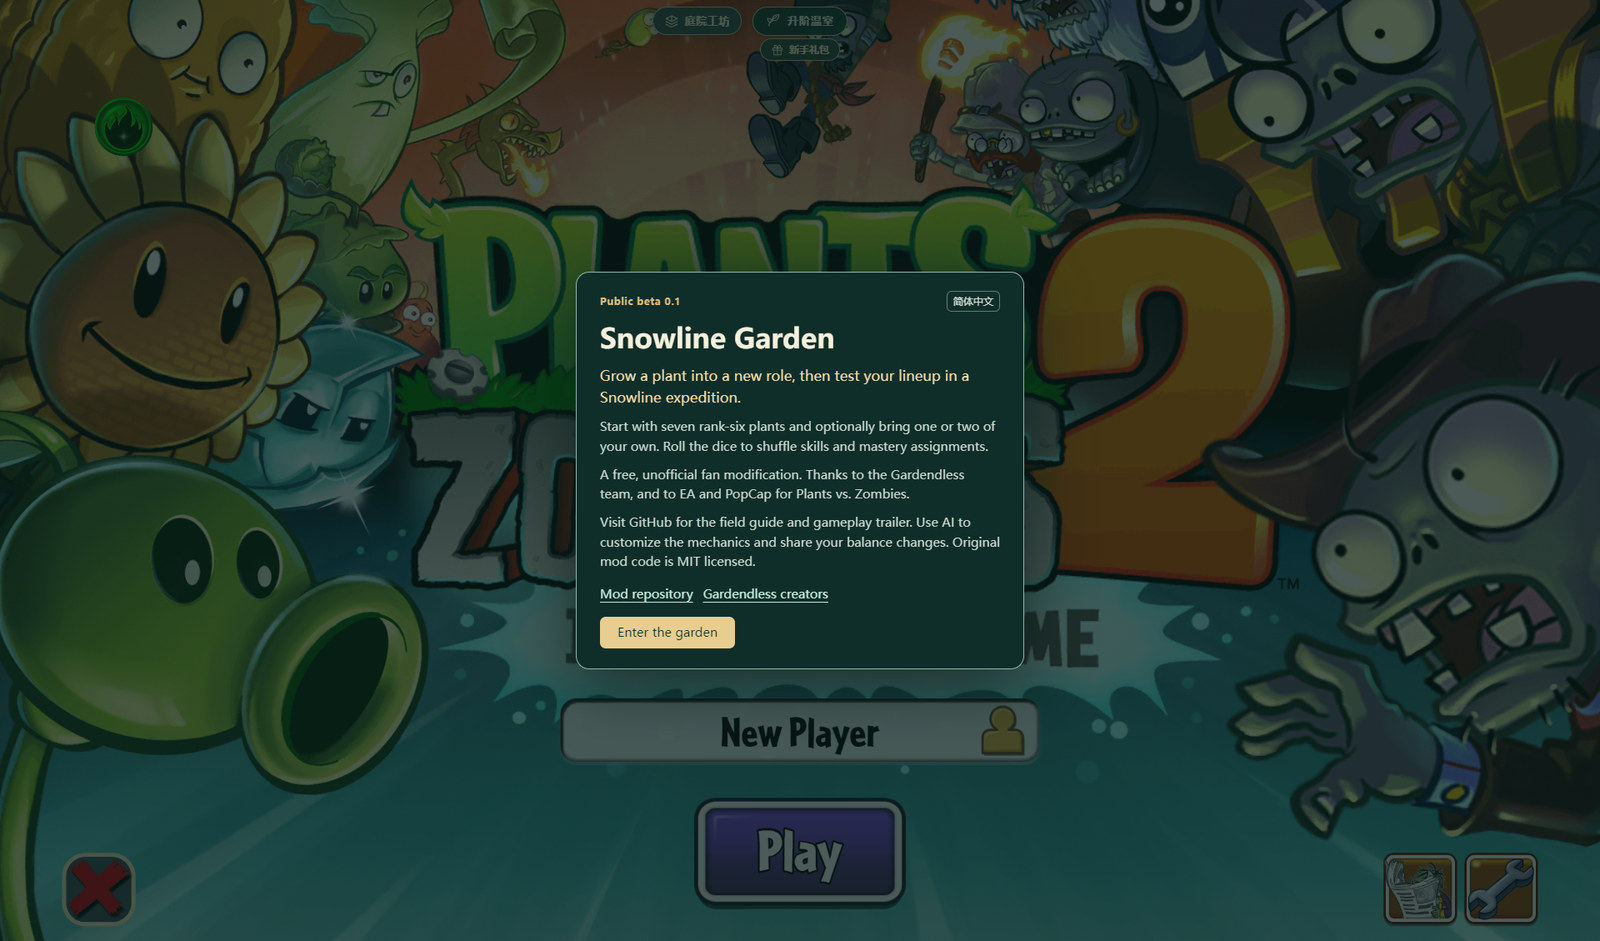 庭院工坊
升阶温室
新手礼包
PLANTS
2
Public beta 0.1
简体中文
Snowline Garden
Grow a plant into a new role, then test your lineup in a
Snowline expedition.
Start with seven rank-six plants and optionally bring one or two of
your own. Roll the dice to shuffle skills and mastery assignments.
A free, unofficial fan modification. Thanks to the Gardendless
team, and to EA and PopCap for Plants vs. Zombies.
Visit GitHub for the field guide and gameplay trailer. Use AI to
customize the mechanics and share your balance changes. Original
mod code is MIT licensed.
Mod repository
Gardendless creators
Enter the garden
TM
New Player
Play